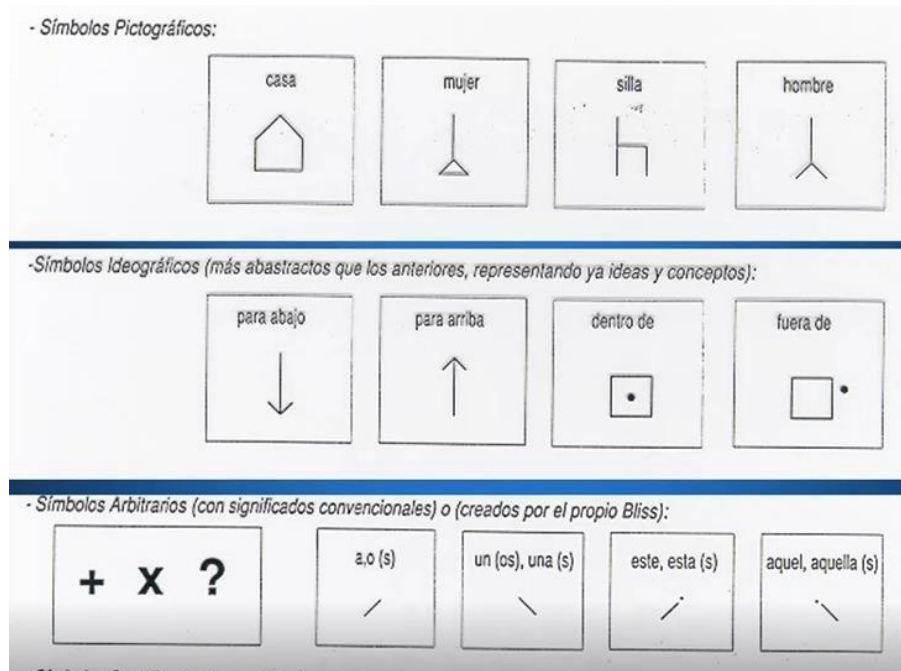 - Símbolos Pictográficos:
casa
mujer
silla
hombre
-Símbolos Ideográficos (más abastractos que los anteriores, representando ya ideas y conceptos):
para abajo
para arriba
dentro de
fuera de
- Símbolos Arbitrarios (con significados convencionales) o (creados por el propio Bliss):
+ x ?
a,o (s)
un (os), una (s)
este, esta (s)
aquel, aquella (s)